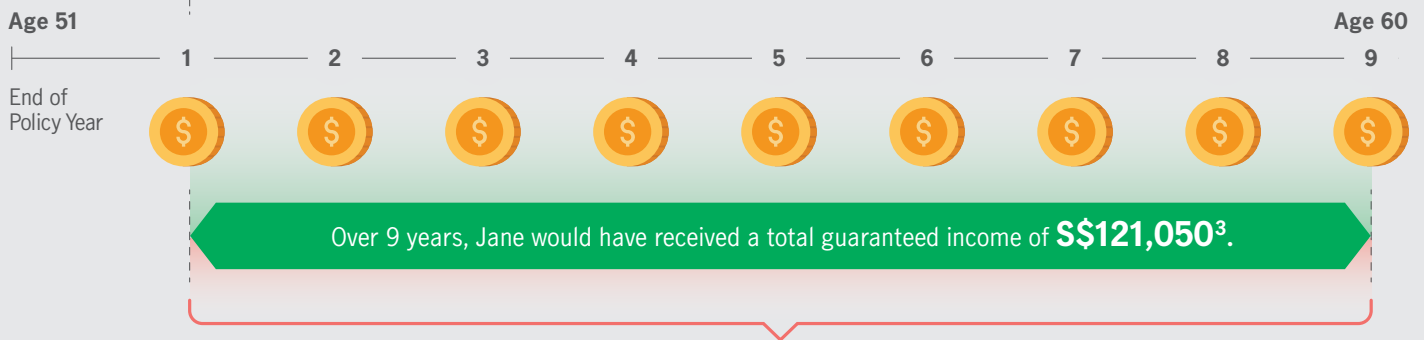 Age 51 Age 60
1 2 3 4 5 6 7 8 9
End of
Policy Year
$ $ $ $ $ $ $ $ $
Over 9 years, Jane would have received a total guaranteed income of S$121,050³.